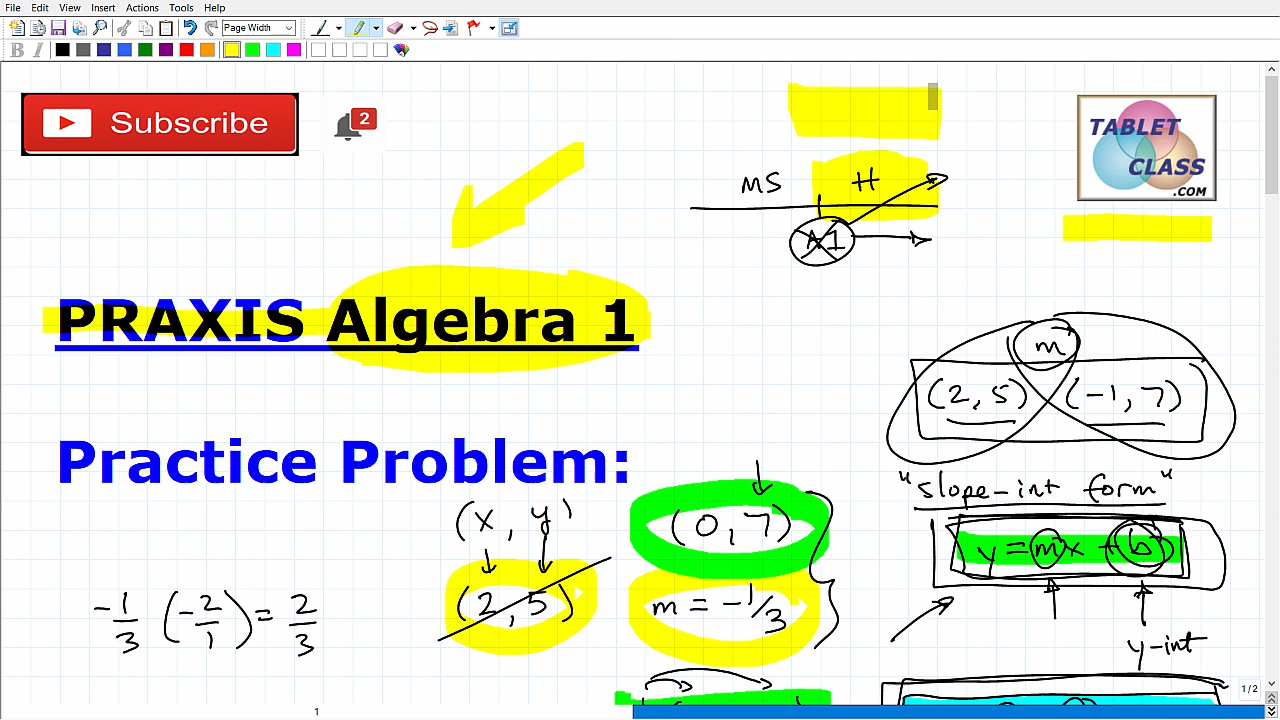 File Edit View Insert Actions Tools Help
Page Width
B I
Subscribe
2
TABLET
CLASS
.COM
MS H
A1
PRAXIS Algebra 1
m
(2, 5) (-1, 7)
Practice Problem:
"slope-int form"
(x, y)
(0, 7)
y = mx + b
(2, 5)
m = -1/3
-1/3 (-2/1) = 2/3
y-int
1/2
1